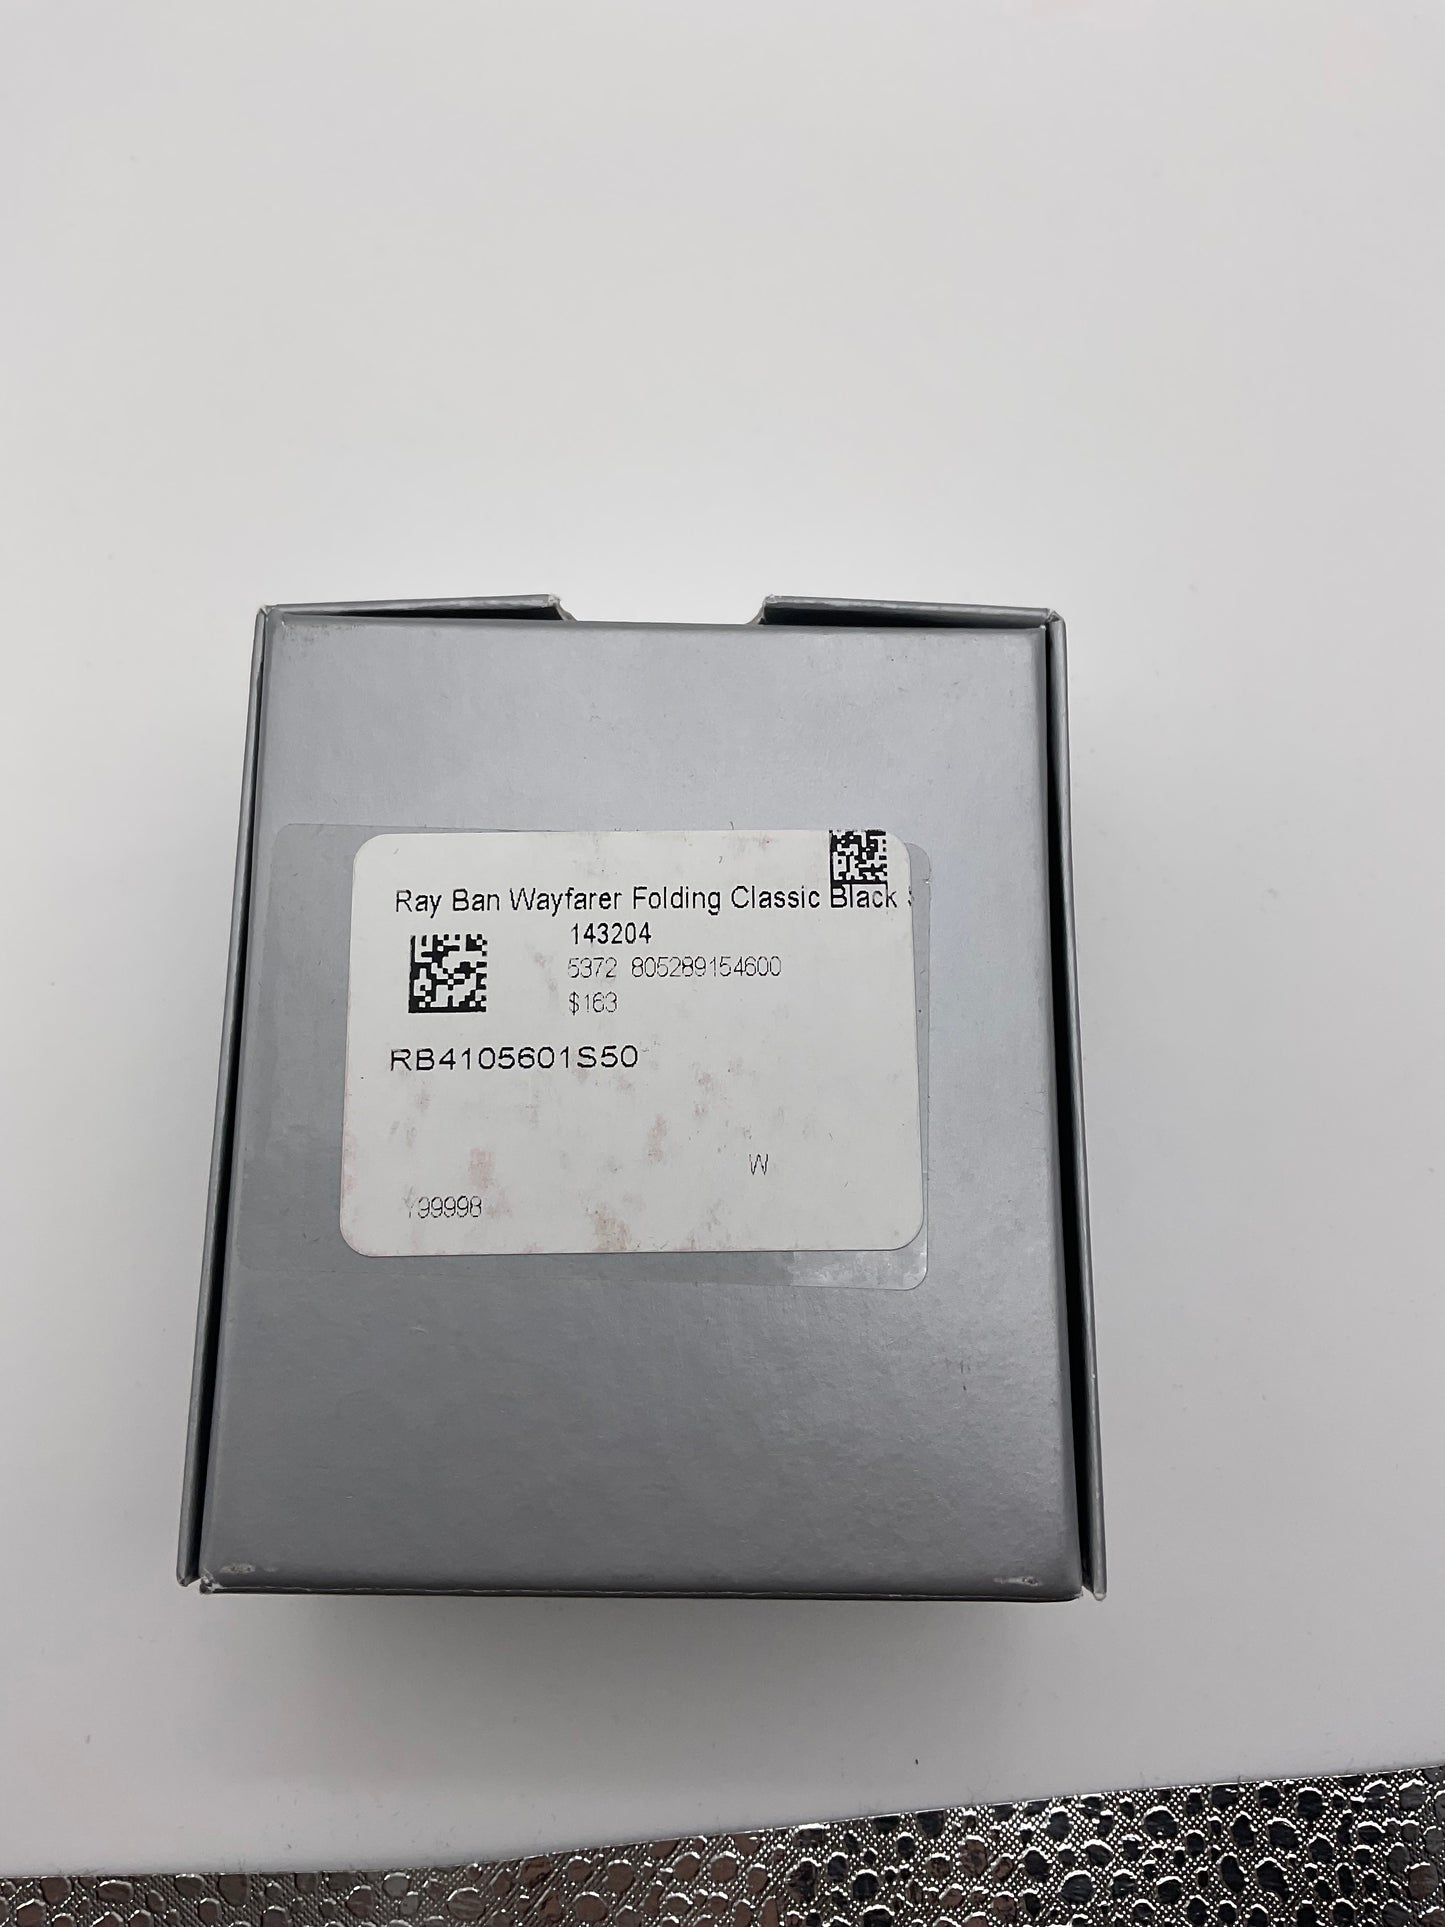 Ray Ban Wayfarer Folding Classic Black
143204
5372 805289154600
$163
RB4105601S50
W
Y99998